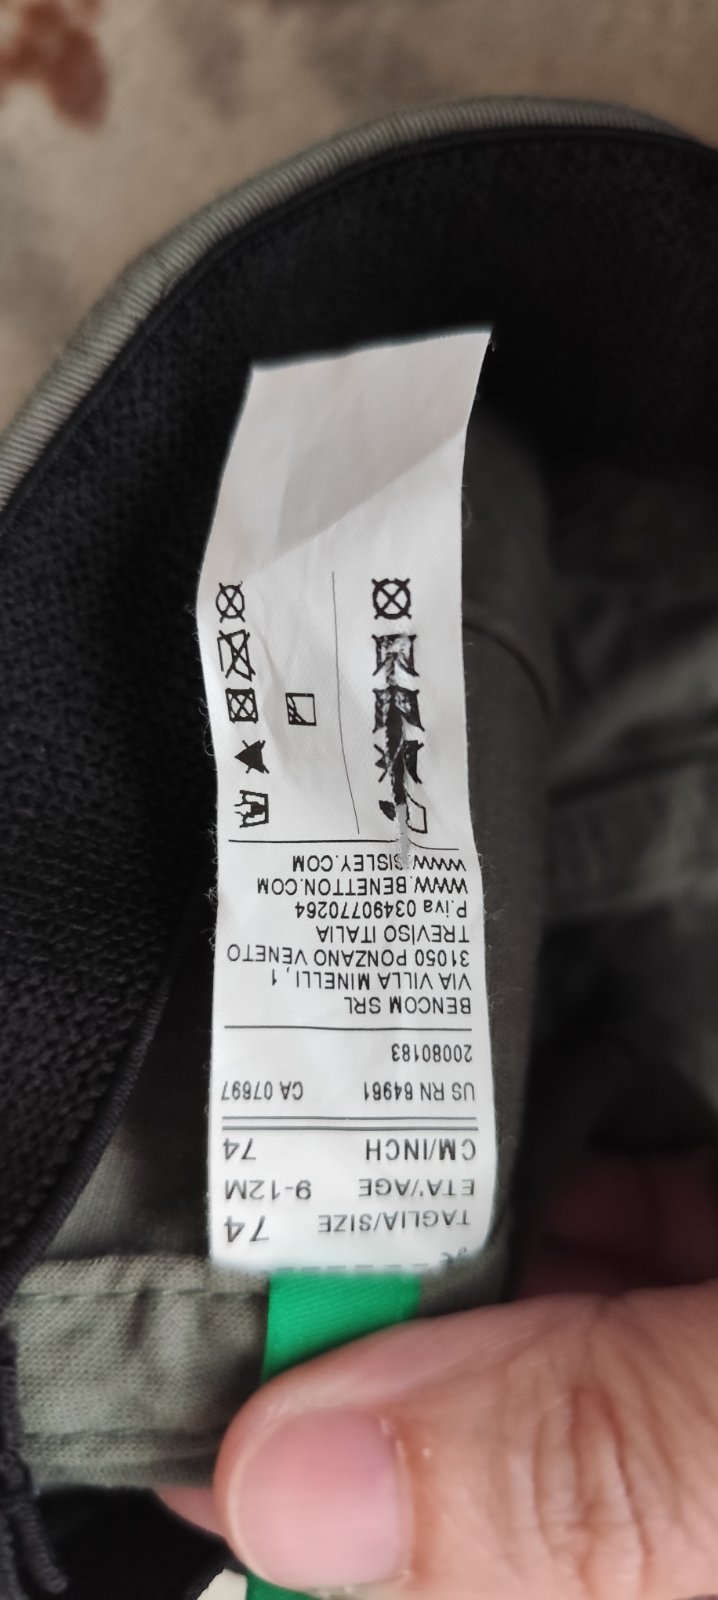 TAGLIA/SIZE 74
ETA'/AGE 9-12M
CM/INCH 74
US RN 64961 CA 07697
20080183
BENCOM SRL
VIA VILLA MINELLI, 1
31050 PONZANO VENETO
TREVISO ITALIA
P.iva 03490770264
WWW.BENETTON.COM
WWW.SISLEY.COM